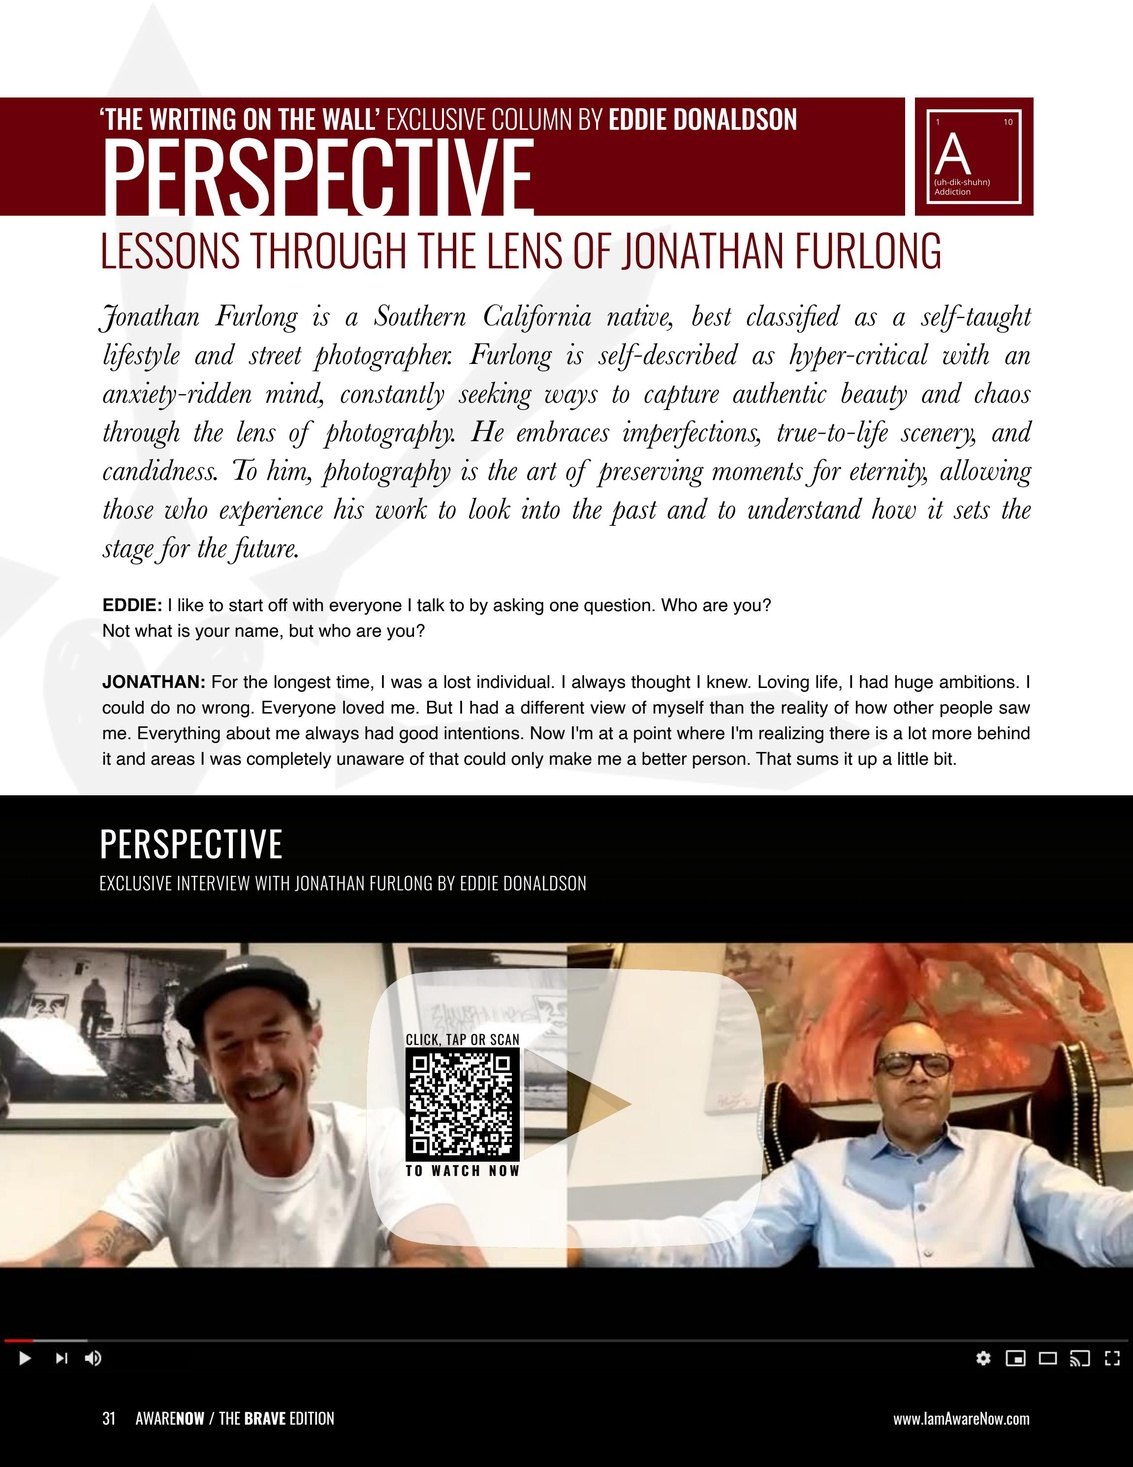 ‘THE WRITING ON THE WALL’ EXCLUSIVE COLUMN BY EDDIE DONALDSON
PERSPECTIVE
1 10
A
(uh-dik-shuhn)
Addiction
LESSONS THROUGH THE LENS OF JONATHAN FURLONG
Jonathan Furlong is a Southern California native, best classified as a self-taught
lifestyle and street photographer. Furlong is self-described as hyper-critical with an
anxiety-ridden mind, constantly seeking ways to capture authentic beauty and chaos
through the lens of photography. He embraces imperfections, true-to-life scenery, and
candidness. To him, photography is the art of preserving moments for eternity, allowing
those who experience his work to look into the past and to understand how it sets the
stage for the future.
EDDIE: I like to start off with everyone I talk to by asking one question. Who are you?
Not what is your name, but who are you?
JONATHAN: For the longest time, I was a lost individual. I always thought I knew. Loving life, I had huge ambitions. I
could do no wrong. Everyone loved me. But I had a different view of myself than the reality of how other people saw
me. Everything about me always had good intentions. Now I'm at a point where I'm realizing there is a lot more behind
it and areas I was completely unaware of that could only make me a better person. That sums it up a little bit.
PERSPECTIVE
EXCLUSIVE INTERVIEW WITH JONATHAN FURLONG BY EDDIE DONALDSON
CLICK, TAP OR SCAN
TO WATCH NOW
31 AWARENOW / THE BRAVE EDITION
www.IamAwareNow.com